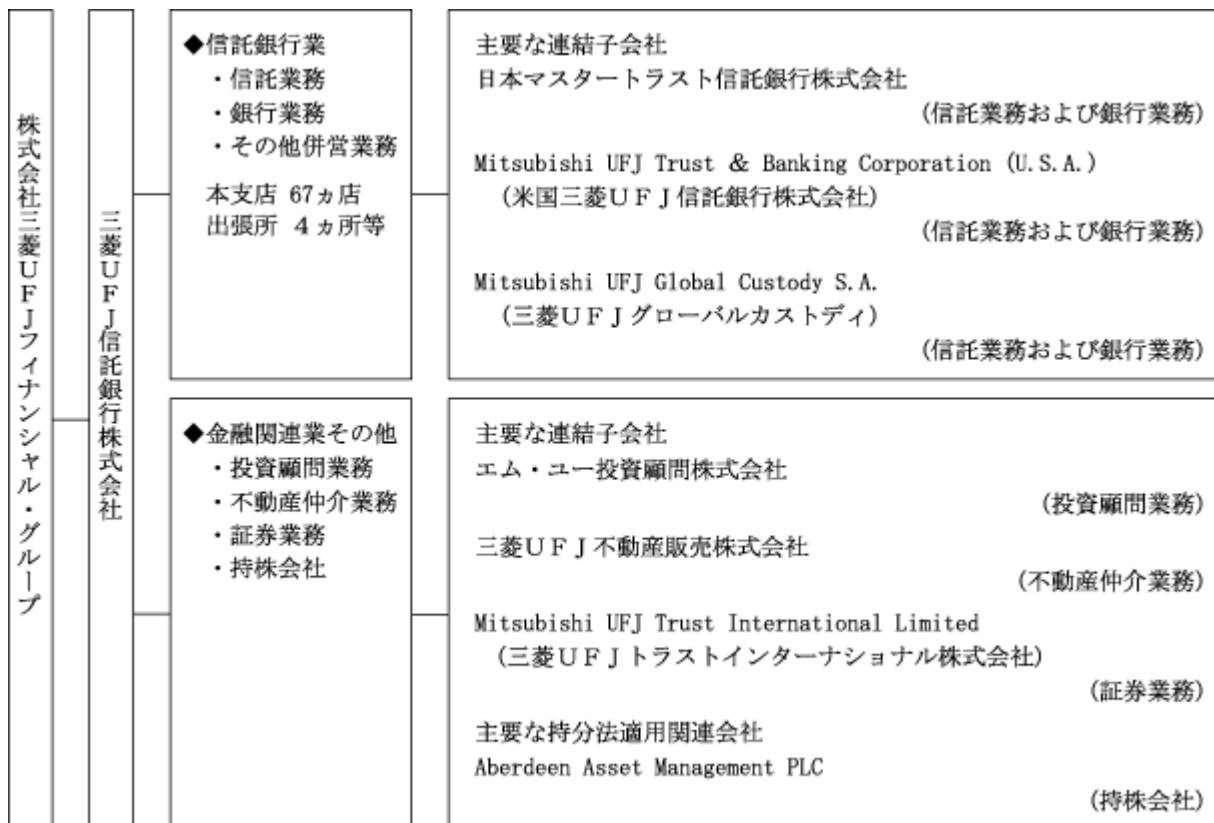 株式会社三菱UFJフィナンシャル・グループ
三菱UFJ信託銀行株式会社
◆信託銀行業
・信託業務
・銀行業務
・その他併営業務
本支店 67ヵ店
出張所 4ヵ所等
主要な連結子会社
日本マスタートラスト信託銀行株式会社
(信託業務および銀行業務)
Mitsubishi UFJ Trust & Banking Corporation (U.S.A.)
(米国三菱UFJ信託銀行株式会社)
(信託業務および銀行業務)
Mitsubishi UFJ Global Custody S.A.
(三菱UFJグローバルカストディ)
(信託業務および銀行業務)
◆金融関連業その他
・投資顧問業務
・不動産仲介業務
・証券業務
・持株会社
主要な連結子会社
エム・ユー投資顧問株式会社
(投資顧問業務)
三菱UFJ不動産販売株式会社
(不動産仲介業務)
Mitsubishi UFJ Trust International Limited
(三菱UFJトラストインターナショナル株式会社)
(証券業務)
主要な持分法適用関連会社
Aberdeen Asset Management PLC
(持株会社)